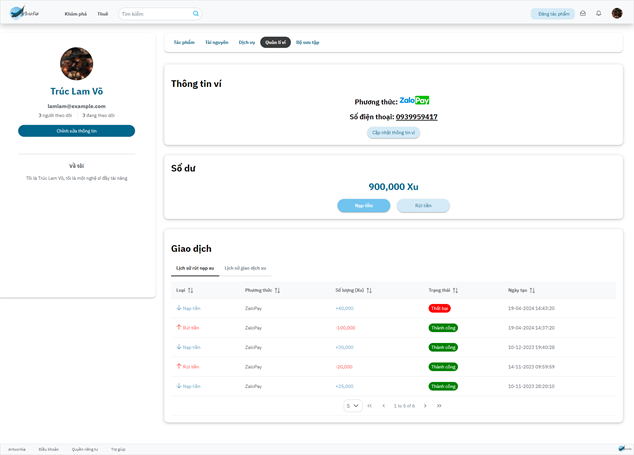 Khám phá
Thuê
Tìm kiếm
Đăng tác phẩm
Trúc Lam Võ
lamlam@example.com
3 người theo dõi
3 đang theo dõi
Chỉnh sửa thông tin
Về tôi
Tôi là Trúc Lam Võ, tôi là một nghệ sĩ đầy tài năng
Tác phẩm
Tài nguyên
Dịch vụ
Quản lí ví
Bộ sưu tập
Thông tin ví
Phương thức: ZaloPay
Số điện thoại: 0939959417
Cập nhật thông tin ví
Số dư
900,000 Xu
Nạp tiền
Rút tiền
Giao dịch
Lịch sử rút nạp xu
Lịch sử giao dịch xu
Loại Phương thức Số lượng (Xu) Trạng thái Ngày tạo
Nạp tiền ZaloPay +60,000 Thất bại 19-04-2024 14:43:20
Rút tiền ZaloPay -100,000 Thành công 19-04-2024 14:37:20
Nạp tiền ZaloPay Thành công 10-12-2023 19:40:28
Rút tiền ZaloPay -20,000 Thành công 14-11-2023 09:59:59
Nạp tiền ZaloPay +25,000 Thành công 10-11-2023 28:20:10
5
1 to 5 of 6
Điều khoản
Quyền riêng tư
Trợ giúp